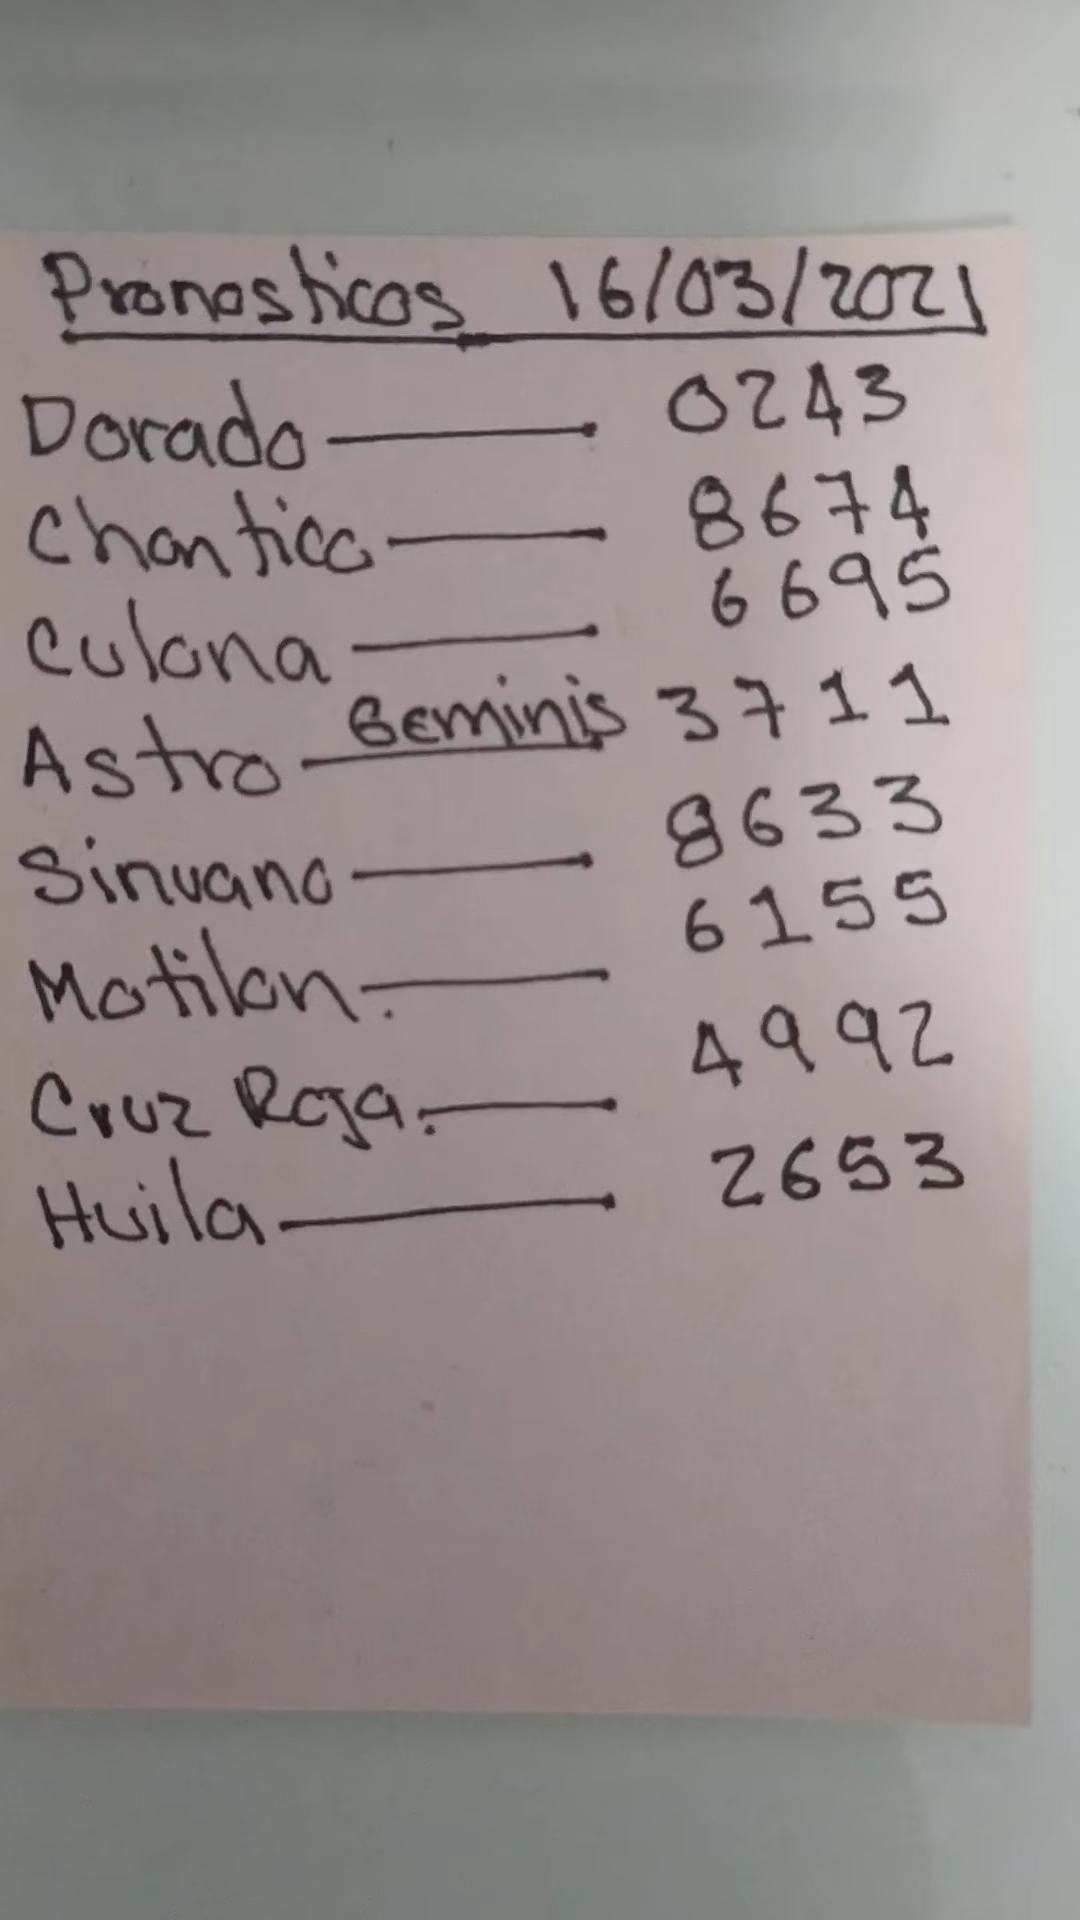 Pronosticos 16/03/2021
Dorado — 0243
Chontico — 8674
Culona — 6695
Astro — Geminis 3711
Sinuano — 8633
Motilon. — 6155
Cruz Roja. — 4992
Huila — 2653